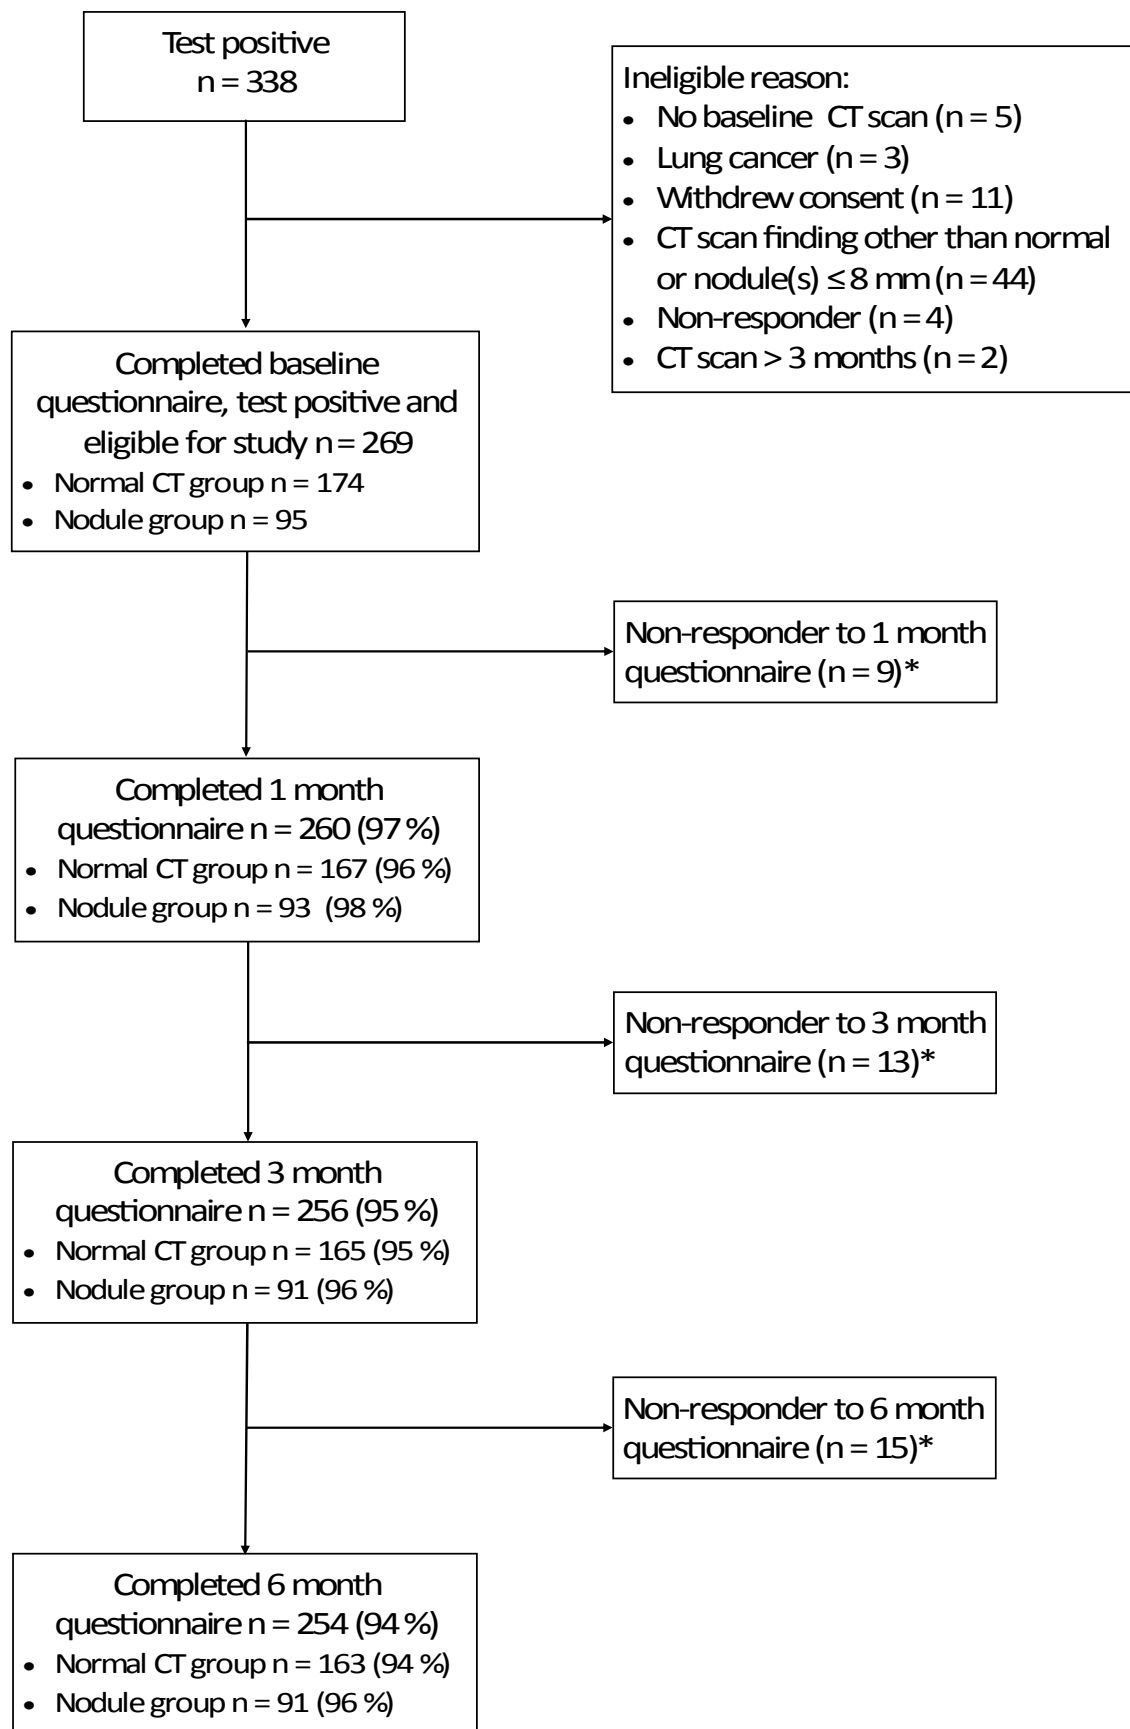 Test positive
n = 338
Ineligible reason:
• No baseline CT scan (n = 5)
• Lung cancer (n = 3)
• Withdrew consent (n = 11)
• CT scan finding other than normal
or nodule(s) ≤ 8 mm (n = 44)
• Non-responder (n = 4)
• CT scan > 3 months (n = 2)
Completed baseline
questionnaire, test positive and
eligible for study n = 269
• Normal CT group n = 174
• Nodule group n = 95
Non-responder to 1 month
questionnaire (n = 9)*
Completed 1 month
questionnaire n = 260 (97 %)
• Normal CT group n = 167 (96 %)
• Nodule group n = 93 (98 %)
Non-responder to 3 month
questionnaire (n = 13)*
Completed 3 month
questionnaire n = 256 (95 %)
• Normal CT group n = 165 (95 %)
• Nodule group n = 91 (96 %)
Non-responder to 6 month
questionnaire (n = 15)*
Completed 6 month
questionnaire n = 254 (94 %)
• Normal CT group n = 163 (94 %)
• Nodule group n = 91 (96 %)